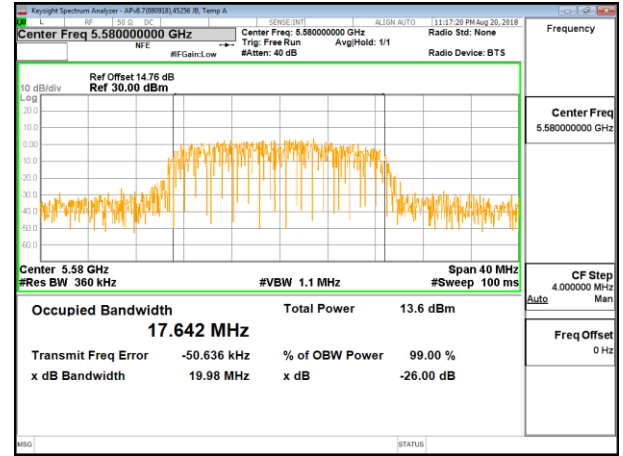 Keysight Spectrum Analyzer - APv8.7(080918),45256 JB, Temp A
L RF 50 Ω DC SENSE:INT ALIGN AUTO 11:17:20 PM Aug 20, 2018
Center Freq 5.580000000 GHz
NFE
#IFGain:Low
Center Freq: 5.580000000 GHz
Trig: Free Run Avg|Hold: 1/1
#Atten: 40 dB
Radio Std: None
Radio Device: BTS
Frequency
Ref Offset 14.76 dB
10 dB/div Ref 30.00 dBm
Log
20.0
10.0
0.00
-10.0
-20.0
-30.0
-40.0
-50.0
-60.0
Center 5.58 GHz Span 40 MHz
#Res BW 360 kHz #VBW 1.1 MHz #Sweep 100 ms
Occupied Bandwidth Total Power 13.6 dBm
17.642 MHz
Transmit Freq Error -50.636 kHz % of OBW Power 99.00 %
x dB Bandwidth 19.98 MHz x dB -26.00 dB
Center Freq
5.580000000 GHz
CF Step
4.000000 MHz
Auto Man
Freq Offset
0 Hz
MSG STATUS